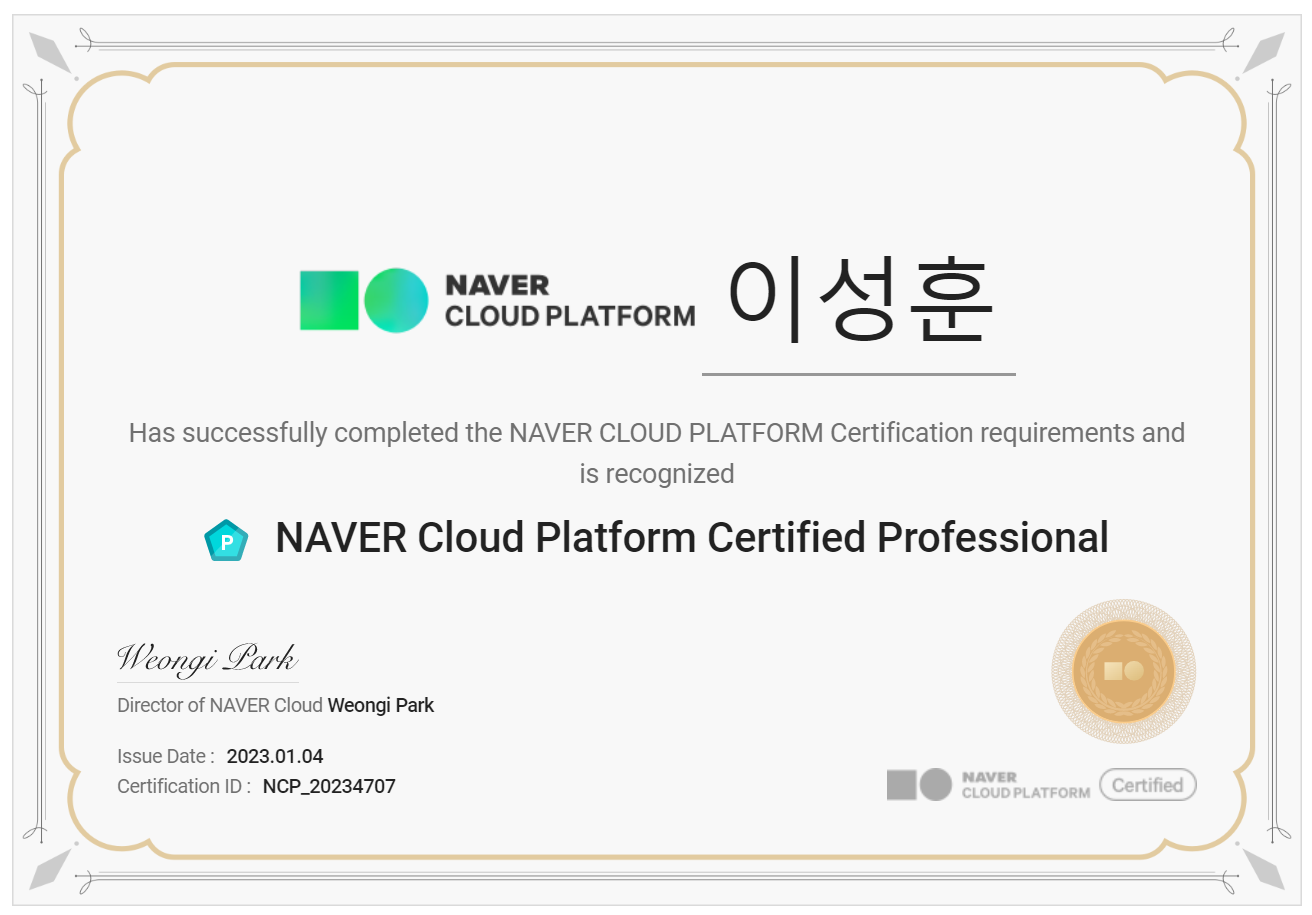 NAVER
CLOUD PLATFORM
이성훈
Has successfully completed the NAVER CLOUD PLATFORM Certification requirements and
is recognized
P
NAVER Cloud Platform Certified Professional
Weongi Park
Director of NAVER Cloud Weongi Park
Issue Date : 2023.01.04
Certification ID : NCP_20234707
NAVER
CLOUD PLATFORM
Certified